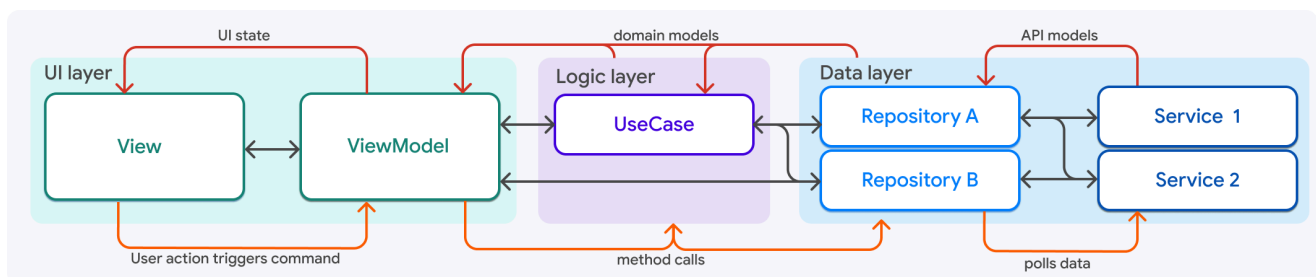 UI state
domain models
API models
UI layer
Logic layer
Data layer
View
ViewModel
UseCase
Repository A
Service 1
Repository B
Service 2
User action triggers command
method calls
polls data